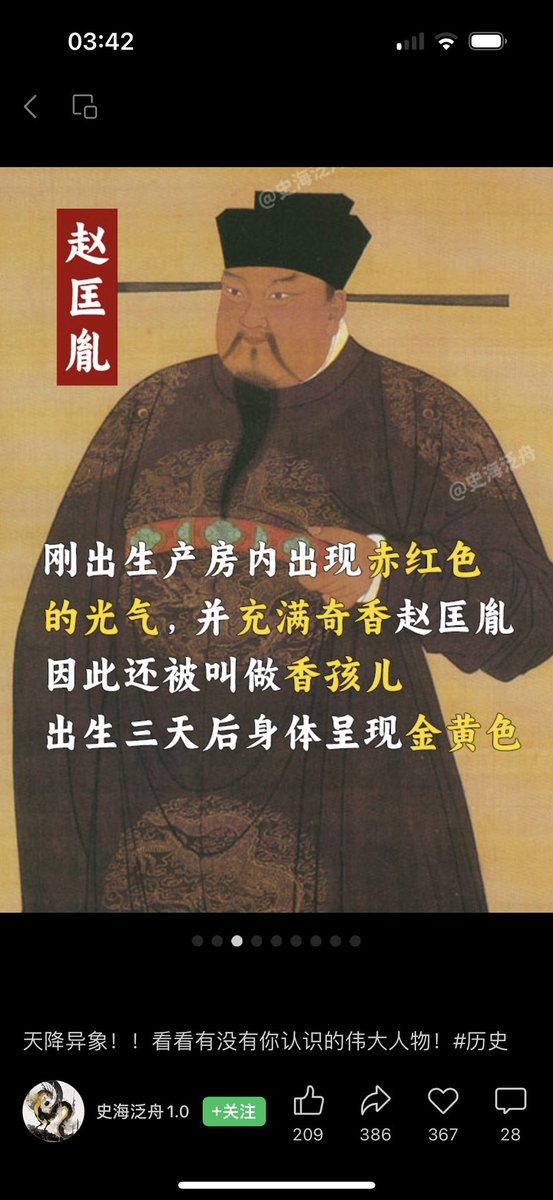 03:42
@史海泛舟
赵匡胤
@史海泛舟
刚出生产房内出现赤红色
的光气，并充满奇香赵匡胤
因此还被叫做香孩儿
出生三天后身体呈现金黄色
天降异象！！看看有没有你认识的伟大人物！#历史
史海泛舟1.0
+关注
209
386
367
28